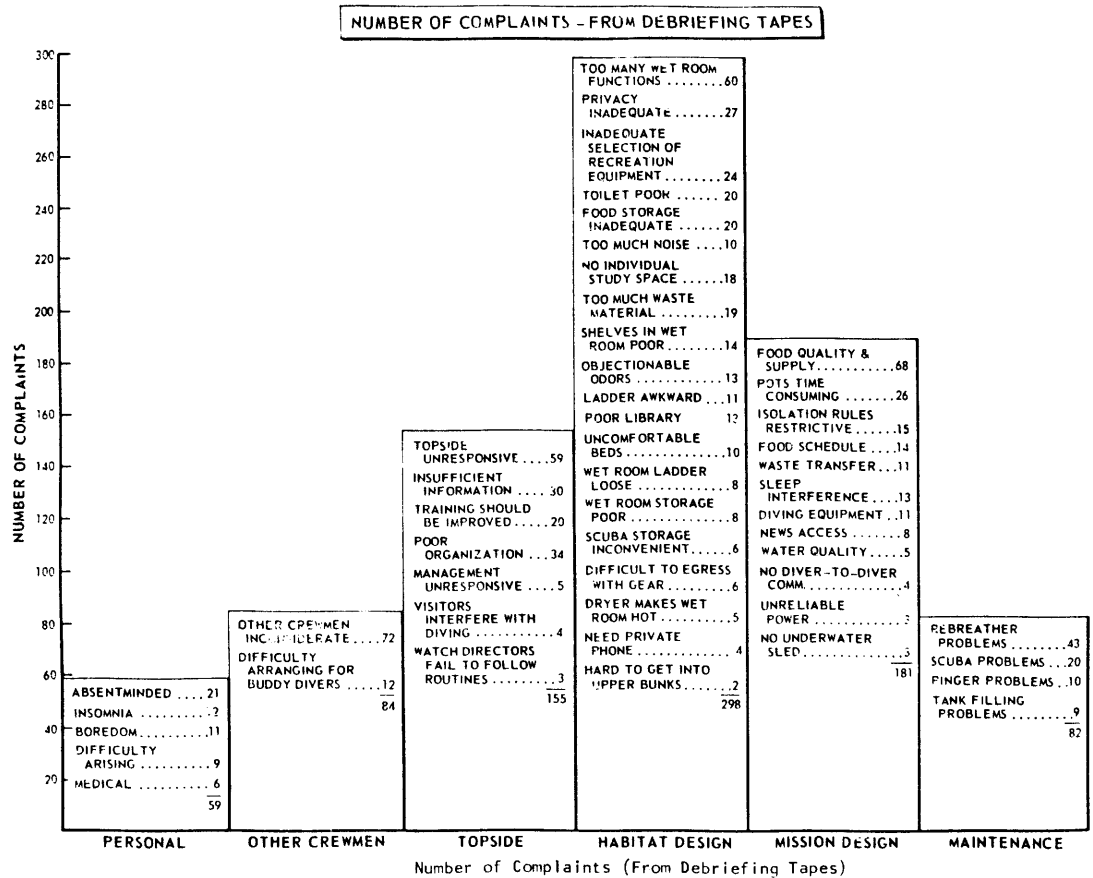 NUMBER OF COMPLAINTS - FROM DEBRIEFING TAPES
NUMBER OF COMPLAINTS
300
280
260
240
220
200
180
160
140
120
100
80
60
40
20
ABSENTMINDED .... 21
INSOMNIA ........
BOREDOM ......... 11
DIFFICULTY
ARISING ......... 9
MEDICAL .......... 6
59
PERSONAL
OTHER CREWMEN
.... 72
DIFFICULTY
ARRANGING FOR
BUDDY DIVERS ... 12
84
OTHER CREWMEN
TOPSIDE
UNRESPONSIVE .... 59
INSUFFICIENT
INFORMATION .... 30
TRAINING SHOULD
BE IMPROVED ..... 20
POOR
ORGANIZATION ... 34
MANAGEMENT
UNRESPONSIVE .... 5
VISITORS
INTERFERE WITH
DIVING ........... 4
WATCH DIRECTORS
FAIL TO FOLLOW
ROUTINES ......... 3
155
TOPSIDE
TOO MANY WET ROOM
FUNCTIONS ........ 60
PRIVACY
INADEQUATE ....... 27
INADEQUATE
SELECTION OF
RECREATION
EQUIPMENT ........ 24
TOILET POOR ...... 20
FOOD STORAGE
INADEQUATE ...... 20
TOO MUCH NOISE .... 10
NO INDIVIDUAL
STUDY SPACE ...... 18
TOO MUCH WASTE
MATERIAL ......... 19
SHELVES IN WET
ROOM POOR ........ 14
OBJECTIONABLE
ODORS ........... 13
LADDER AWKWARD ... 11
POOR LIBRARY
UNCOMFORTABLE
BEDS ............. 10
WET ROOM LADDER
LOOSE ............ 8
WET ROOM STORAGE
POOR ............. 8
SCUBA STORAGE
INCONVENIENT ...... 6
DIFFICULT TO EGRESS
WITH GEAR ........ 6
DRYER MAKES WET
ROOM HOT ......... 5
NEED PRIVATE
PHONE ............ 4
HARD TO GET INTO
UPPER BUNKS ...... 2
298
HABITAT DESIGN
FOOD QUALITY &
SUPPLY ........... 68
POTS TIME
CONSUMING ....... 26
ISOLATION RULES
RESTRICTIVE ...... 15
FOOD SCHEDULE .... 14
WASTE TRANSFER ... 11
SLEEP
INTERFERENCE .... 13
DIVING EQUIPMENT .. 11
NEWS ACCESS ...... 8
WATER QUALITY ..... 5
NO DIVER-TO-DIVER
COMM. ............ 4
UNRELIABLE
POWER ...........
NO UNDERWATER
SLED .............
181
MISSION DESIGN
REBREATHER
PROBLEMS ........ 43
SCUBA PROBLEMS ... 20
FINGER PROBLEMS .. 10
TANK FILLING
PROBLEMS ........ 9
82
MAINTENANCE
Number of Complaints (From Debriefing Tapes)